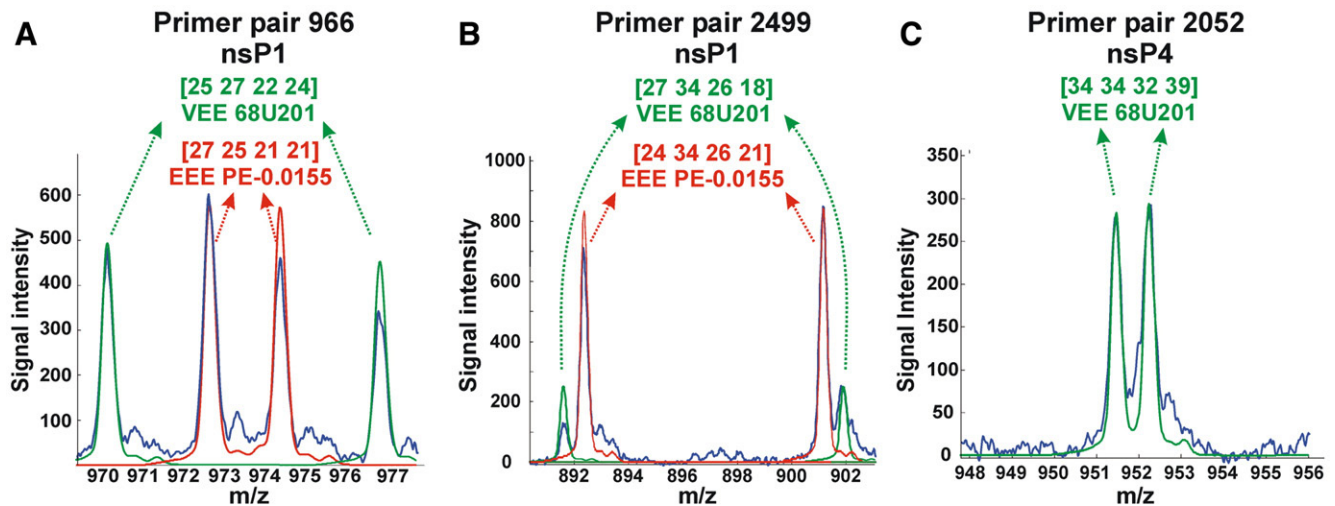 A
Primer pair 966
nsP1
[25 27 22 24]
VEE 68U201
[27 25 21 21]
EEE PE-0.0155
600
500
400
300
200
100
Signal intensity
970 971 972 973 974 975 976 977
m/z
B
Primer pair 2499
nsP1
[27 34 26 18]
VEE 68U201
[24 34 26 21]
EEE PE-0.0155
1000
800
600
400
200
0
Signal intensity
892 894 896 898 900 902
m/z
C
Primer pair 2052
nsP4
[34 34 32 39]
VEE 68U201
350
300
250
200
150
100
50
0
Signal Intensity
948 949 950 951 952 953 954 955 956
m/z